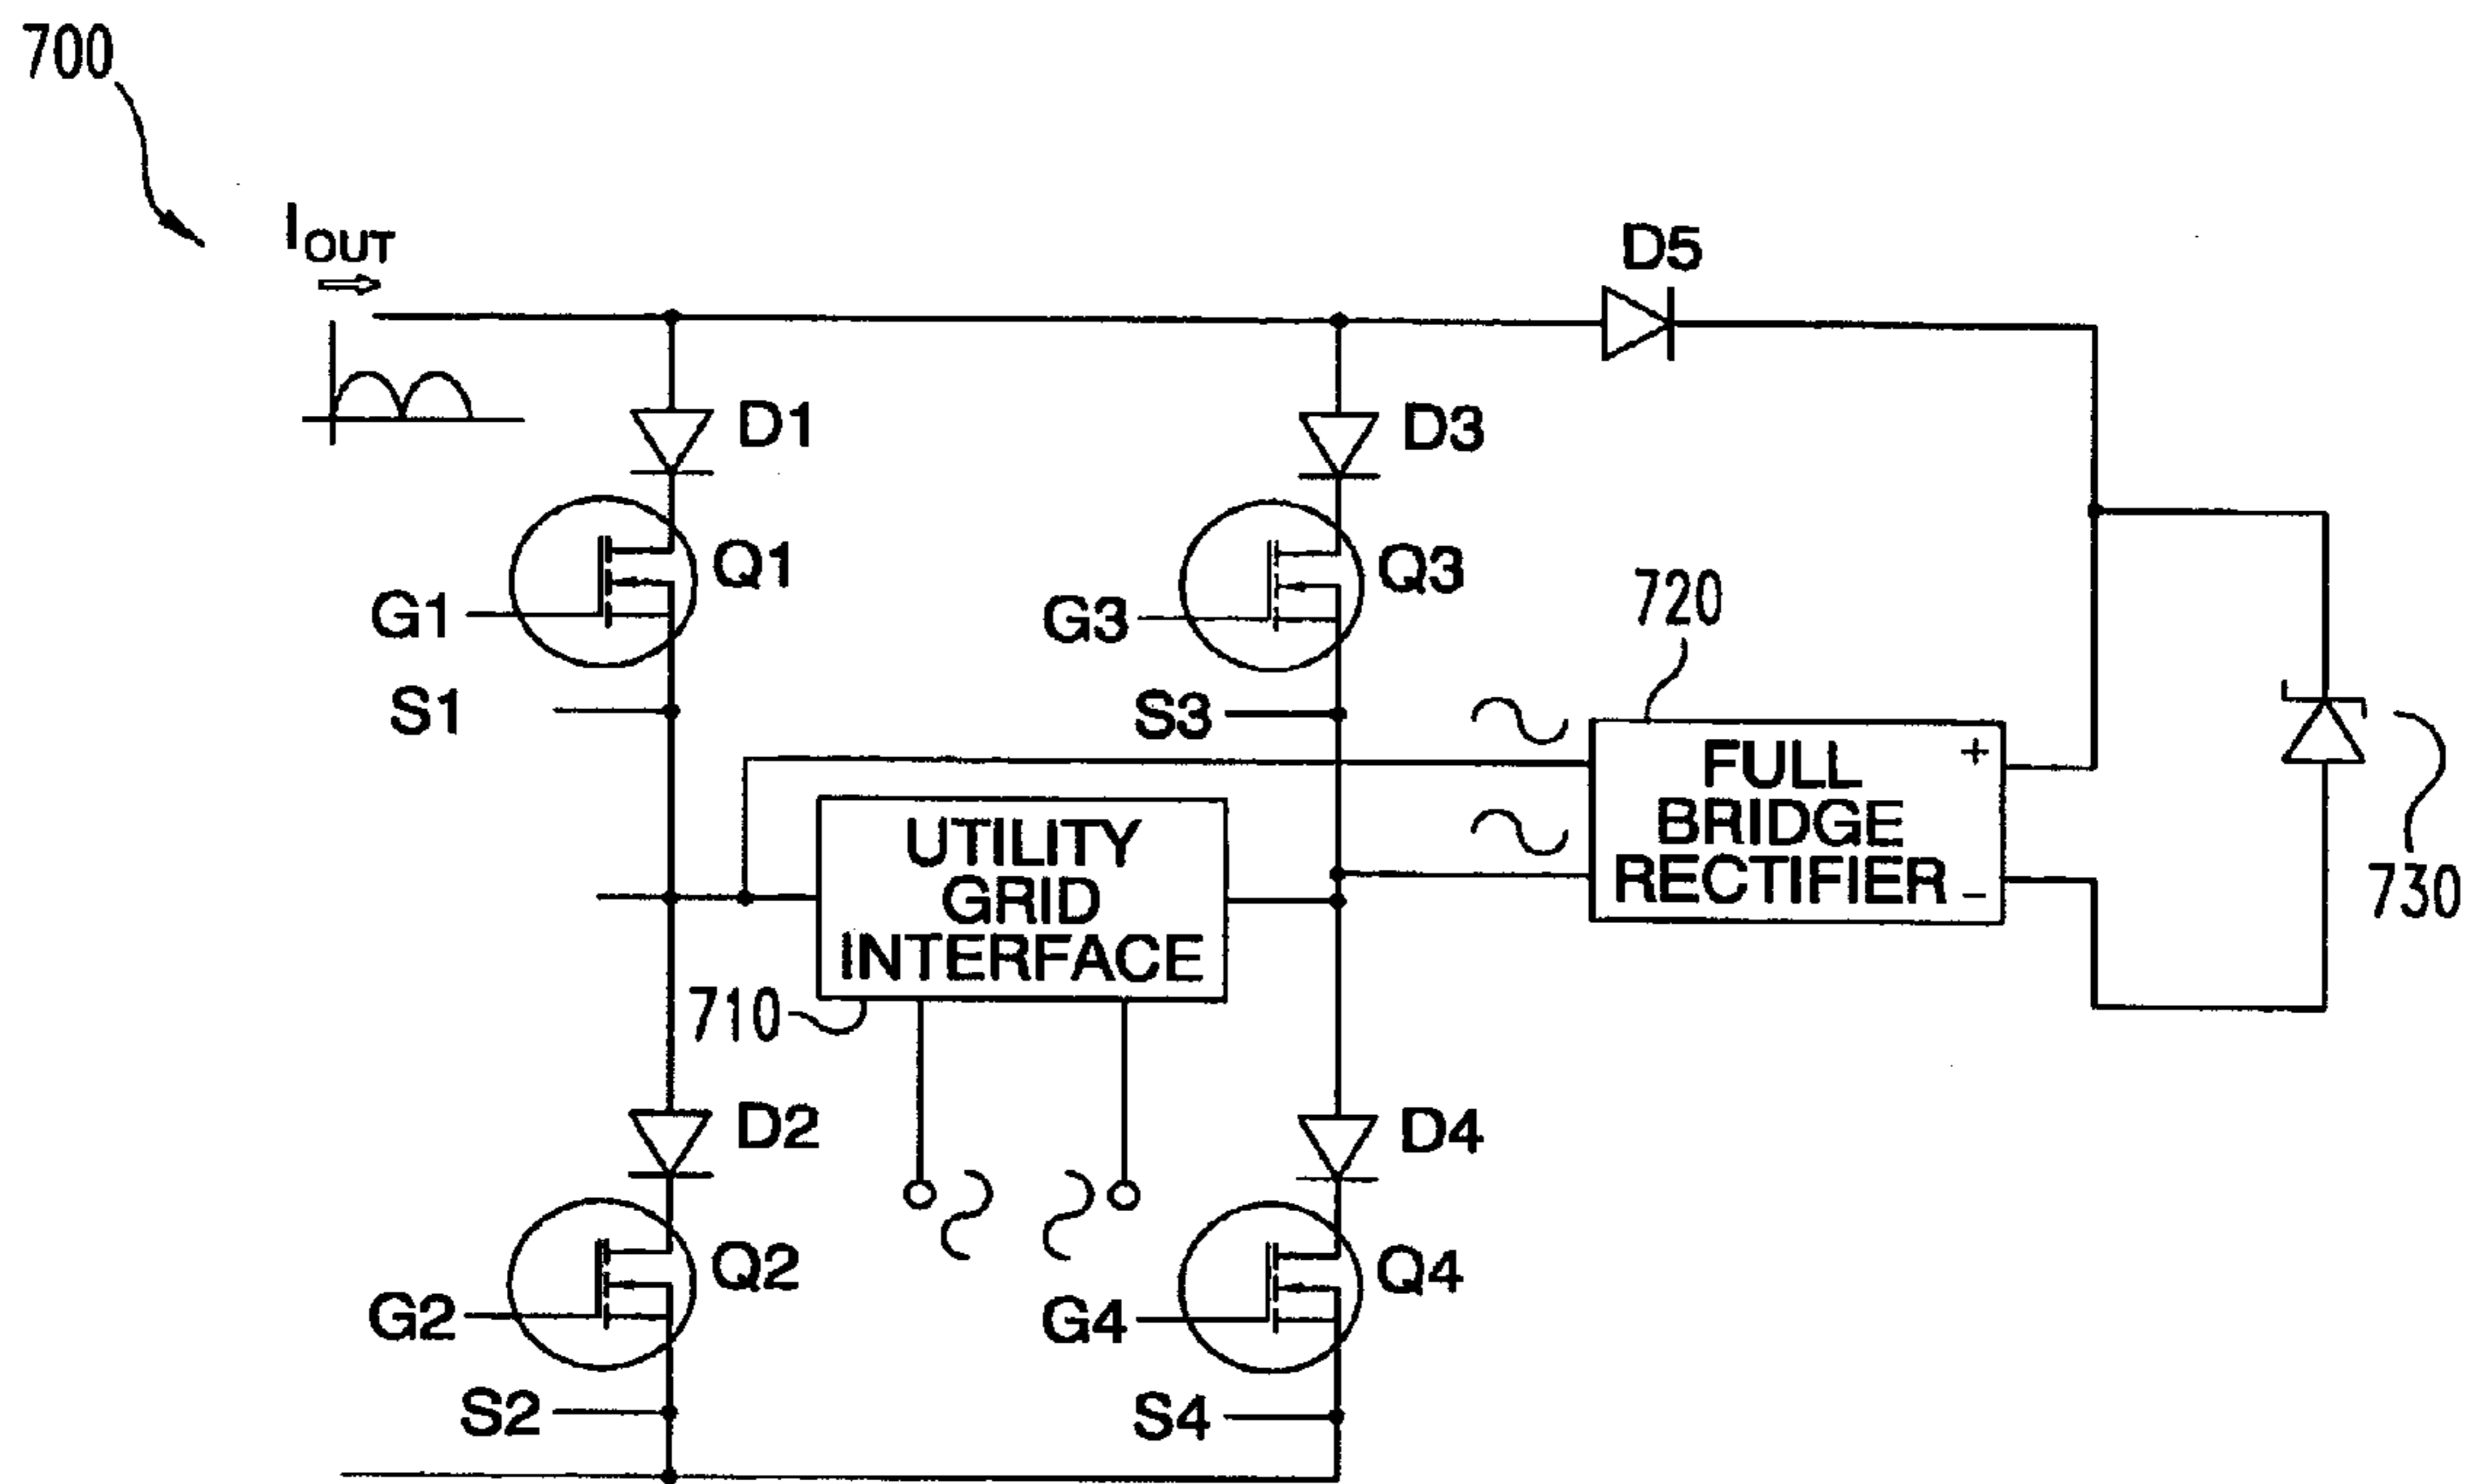 700
IOUT
D5
D1
D3
Q1
Q3
G1
G3
720
S1
S3
FULL
BRIDGE
RECTIFIER
+
−
UTILITY
GRID
INTERFACE
730
710
D2
D4
Q2
Q4
G2
G4
S2
S4